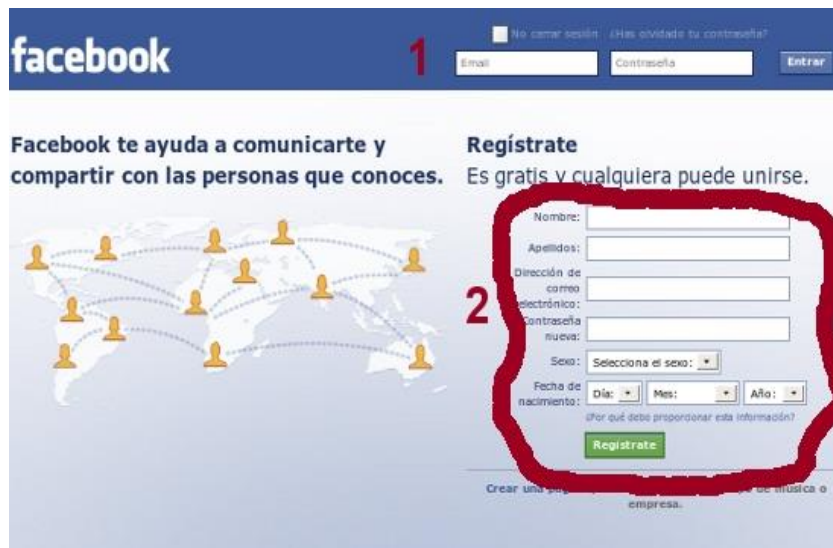 facebook
1
No cerrar sesión ¿Has olvidado tu contraseña?
Email
Contraseña
Entrar
Facebook te ayuda a comunicarte y
compartir con las personas que conoces.
Regístrate
Es gratis y cualquiera puede unirse.
2
Nombre:
Apellidos:
Dirección de
correo
electrónico:
Contraseña
nueva:
Sexo: Selecciona el sexo:
Fecha de
nacimiento:
Día: Mes: Año:
¿Por qué debo proporcionar esta información?
Regístrate
Crear una de música o
empresa.